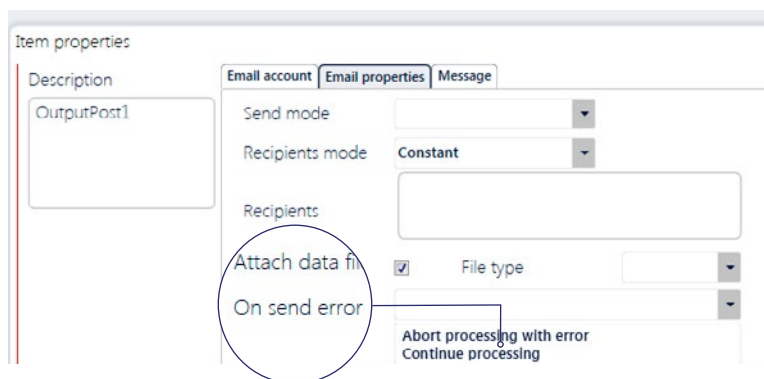 Item properties
Description
OutputPost1
Email account Email properties Message
Send mode
Recipients mode Constant
Recipients
Attach data fil
File type
On send error
Abort processing with error
Continue processing